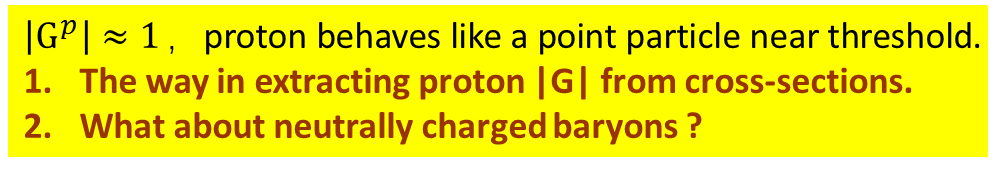 |Gᵖ| ≈ 1, proton behaves like a point particle near threshold.
1. The way in extracting proton |G| from cross-sections.
2. What about neutrally charged baryons ?